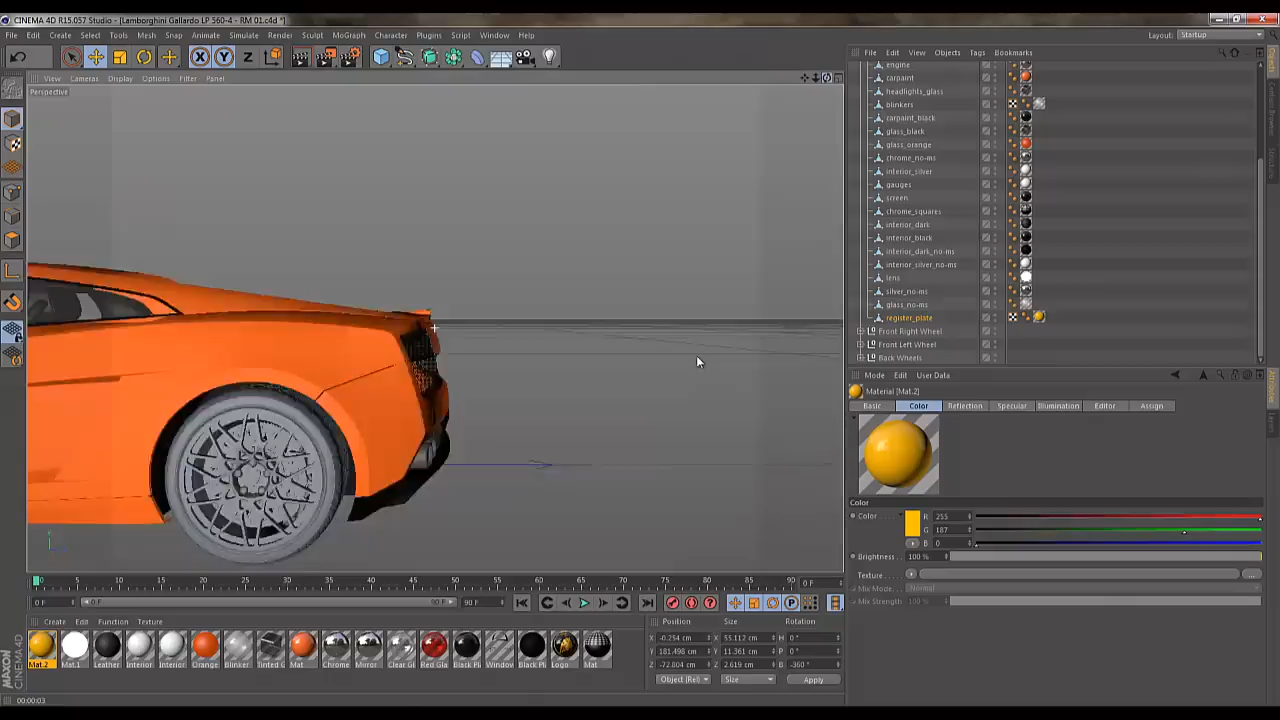 CINEMA 4D R15.057 Studio - [Lamborghini Gallardo LP 560-4 - RM 01.c4d *]
File Edit Create Select Tools Mesh Snap Animate Simulate Render Sculpt MoGraph Character Plugins Script Window Help
Layout: Startup
X Y Z
View Cameras Display Options Filter Panel
Perspective
File Edit View Objects Tags Bookmarks
engine
carpaint
headlights_glass
blinkers
carpaint_black
glass_black
glass_orange
chrome_no-ms
interior_silver
gauges
screen
chrome_squares
interior_dark
interior_black
interior_dark_no-ms
interior_silver_no-ms
lens
silver_no-ms
glass_no-ms
register_plate
Front Right Wheel
Front Left Wheel
Back Wheels
Objects
Content Browser
Structure
Attributes
Layers
Mode Edit User Data
Material [Mat.2]
Basic Color Reflection Specular Illumination Editor Assign
Color
Color R 255
G 187
B 0
Brightness 100 %
Texture
Mix Mode Normal
Mix Strength 100 %
0 5 10 15 20 25 30 35 40 45 50 55 60 65 70 75 80 85 90 0 F
0 F 0 F 90 F 90 F
Create Edit Function Texture
Mat.2 Mat.1 Leather Interior Interior Orange Blinker Tinted G Mat Chrome Mirror Clear Gl Red Gla Black Pl Window Black Pl Logo Mat
Position Size Rotation
X -0.254 cm X 55.112 cm H 0 °
Y 181.498 cm Y 11.361 cm P 0 °
Z -72.804 cm Z 2.619 cm B -360 °
Object (Rel) Size Apply
MAXON CINEMA 4D
00:00:03